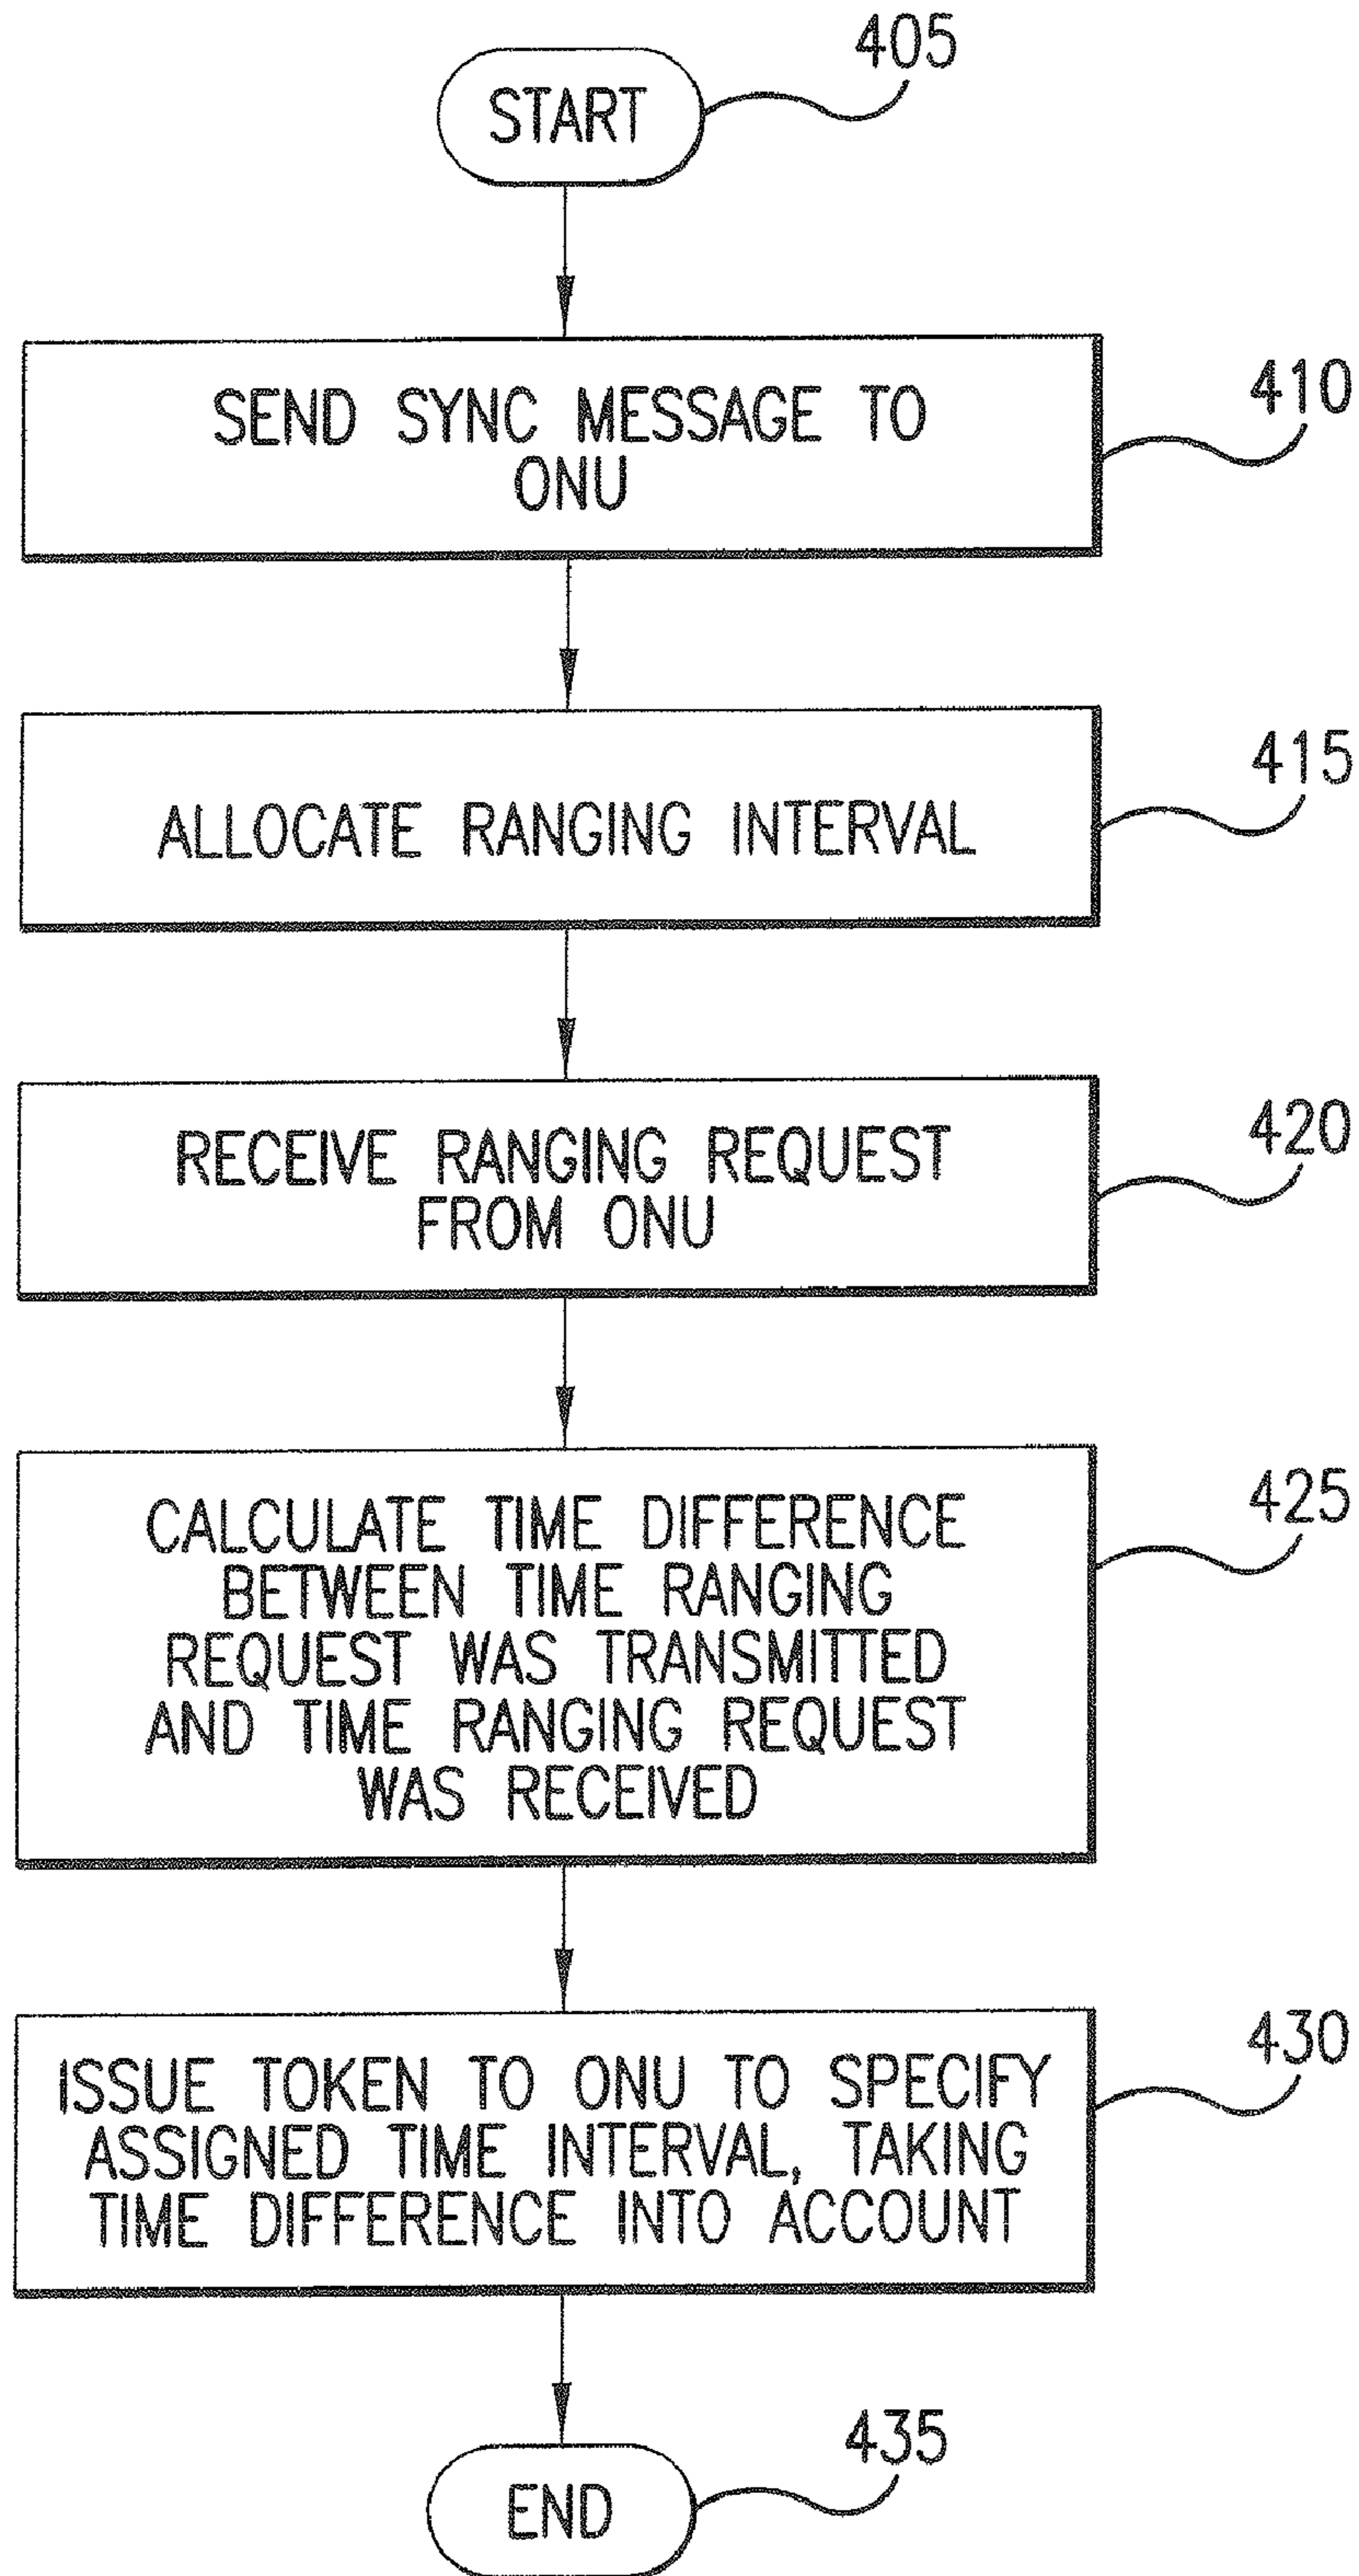 405
START
410
SEND SYNC MESSAGE TO
ONU
415
ALLOCATE RANGING INTERVAL
420
RECEIVE RANGING REQUEST
FROM ONU
425
CALCULATE TIME DIFFERENCE
BETWEEN TIME RANGING
REQUEST WAS TRANSMITTED
AND TIME RANGING REQUEST
WAS RECEIVED
430
ISSUE TOKEN TO ONU TO SPECIFY
ASSIGNED TIME INTERVAL, TAKING
TIME DIFFERENCE INTO ACCOUNT
435
END